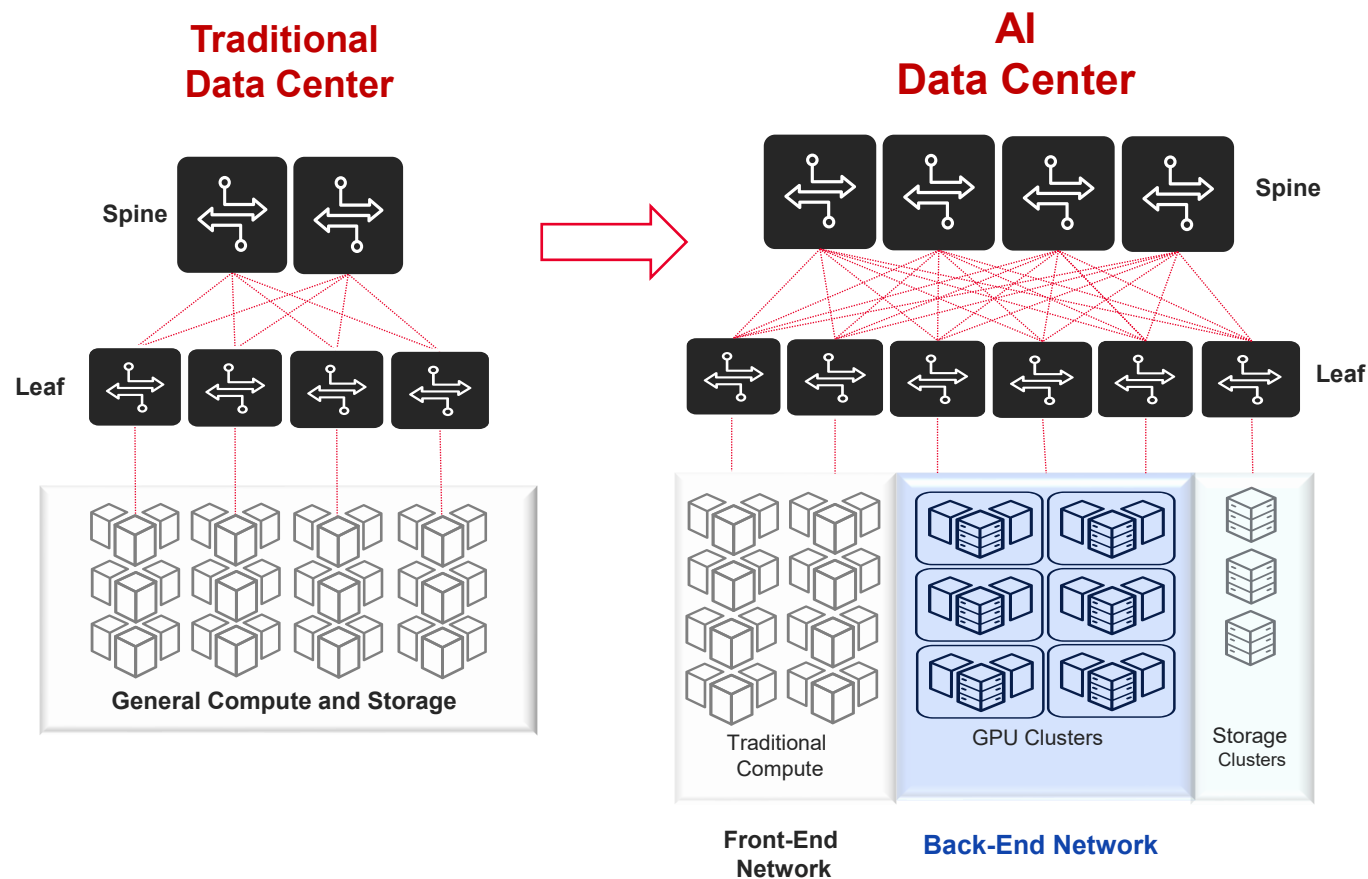 Traditional
Data Center
AI
Data Center
Spine
Spine
Leaf
Leaf
General Compute and Storage
Traditional
Compute
GPU Clusters
Storage
Clusters
Front-End
Network
Back-End Network